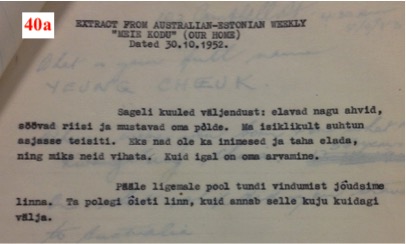 40a
EXTRACT FROM AUSTRALIAN-ESTONIAN WEEKLY
"MEIE KODU" (OUR HOME)
Dated 30.10.1952.
YEUNG CHEUK.
Sageli kuuled väljendust: elavad nagu ahvid,
söövad riisi ja mustavad oma põlde. Ma isiklikult suhtun
asjasse teisiti. Eks nad ole ka inimesed ja taha elada,
ning miks neid vihata. Kuid igal on oma arvamine.
Pääle ligemale pool tundi vindumist jõudsime
linna. Ta polegi õieti linn, kuid annab selle kuju kuidagi
välja.
to Australia